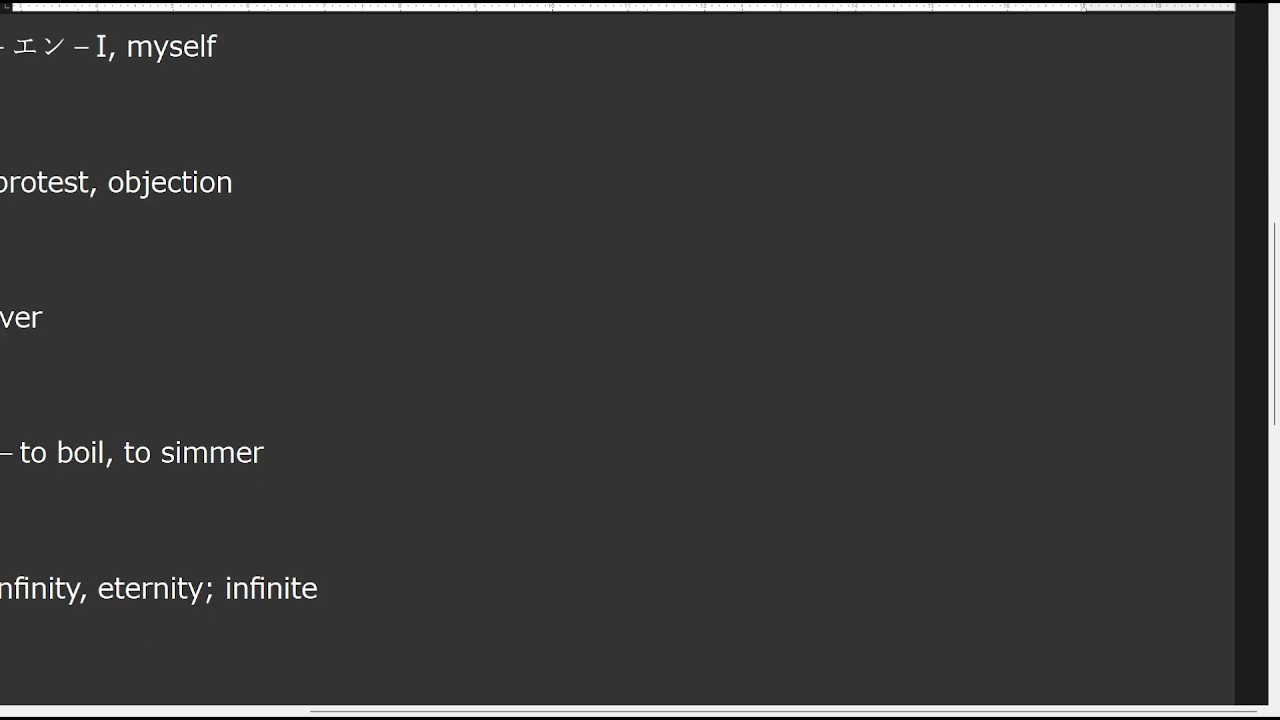 – エン – I, myself
protest, objection
ver
– to boil, to simmer
nfinity, eternity; infinite